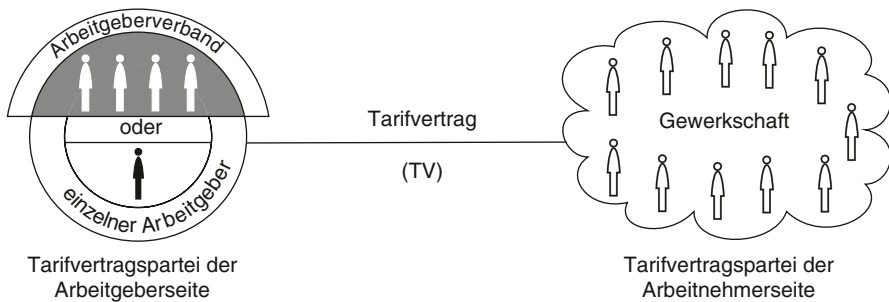 Arbeitgeberverband
oder
einzelner Arbeitgeber
Tarifvertragspartei der
Arbeitgeberseite
Tarifvertrag
(TV)
Gewerkschaft
Tarifvertragspartei der
Arbeitnehmerseite